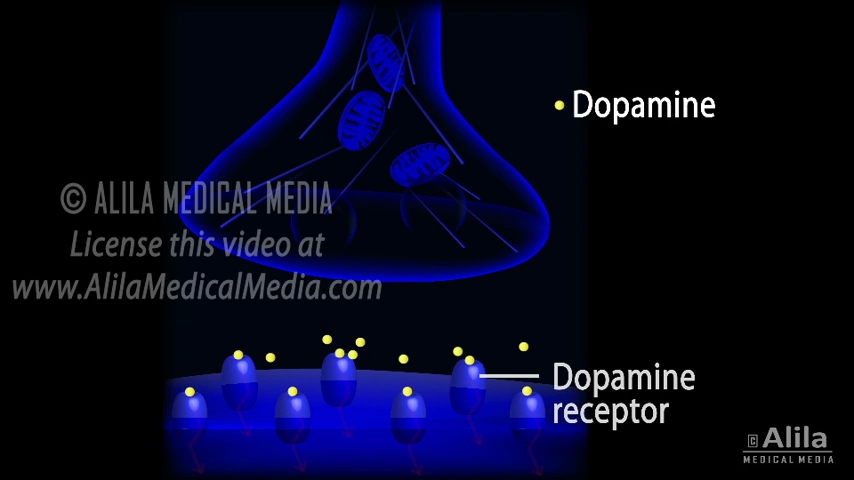 Dopamine
© ALILA MEDICAL MEDIA
License this video at
www.AlilaMedicalMedia.com
Dopamine
receptor
© Alila
MEDICAL MEDIA